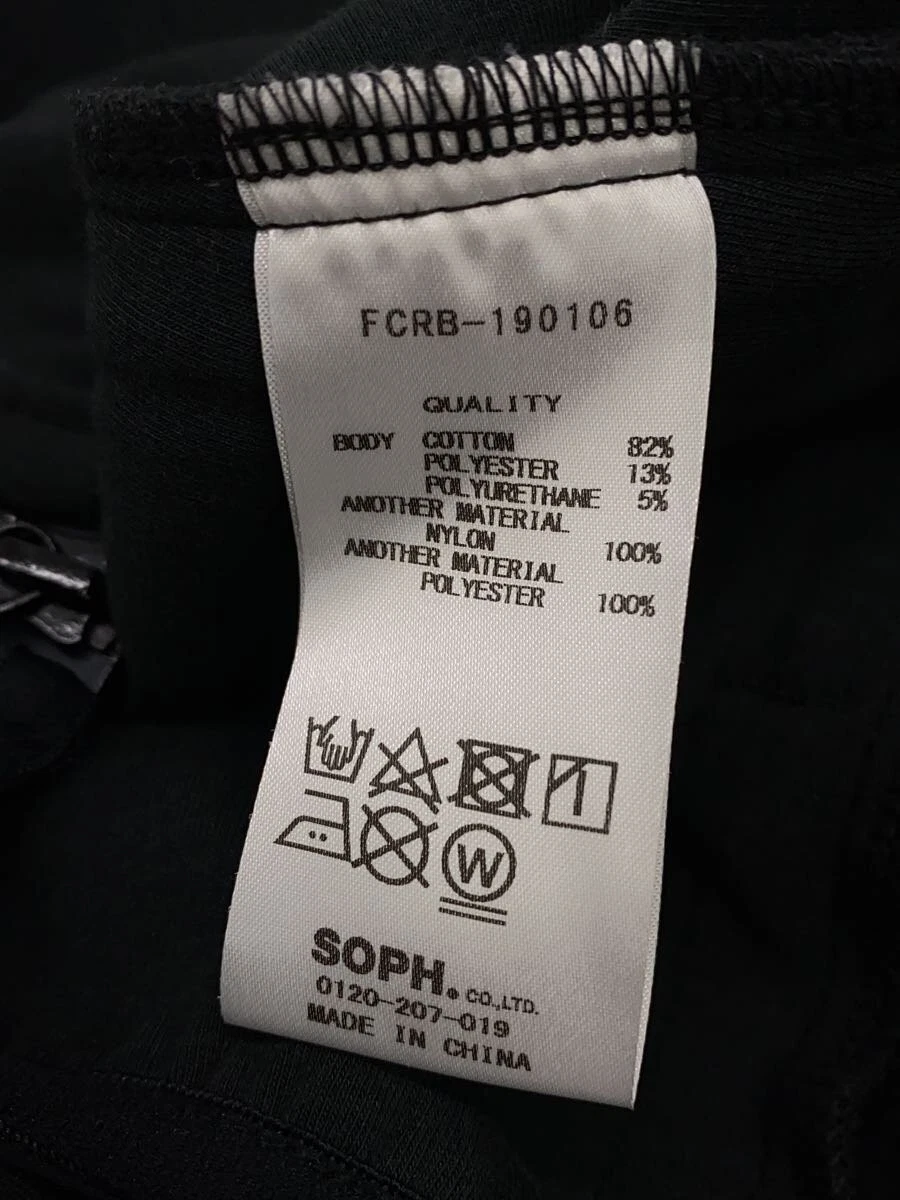 FCRB-190106
QUALITY
BODY COTTON 82%
POLYESTER 13%
POLYURETHANE 5%
ANOTHER MATERIAL
NYLON 100%
ANOTHER MATERIAL
POLYESTER 100%
W
SOPH. CO.,LTD.
0120-207-019
MADE IN CHINA